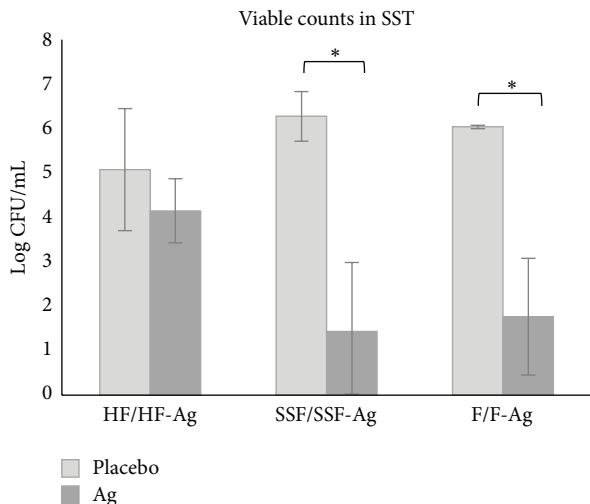 Viable counts in SST
8
7
6
5
4
3
2
1
0
Log CFU/mL
*
*
HF/HF-Ag
SSF/SSF-Ag
F/F-Ag
Placebo
Ag